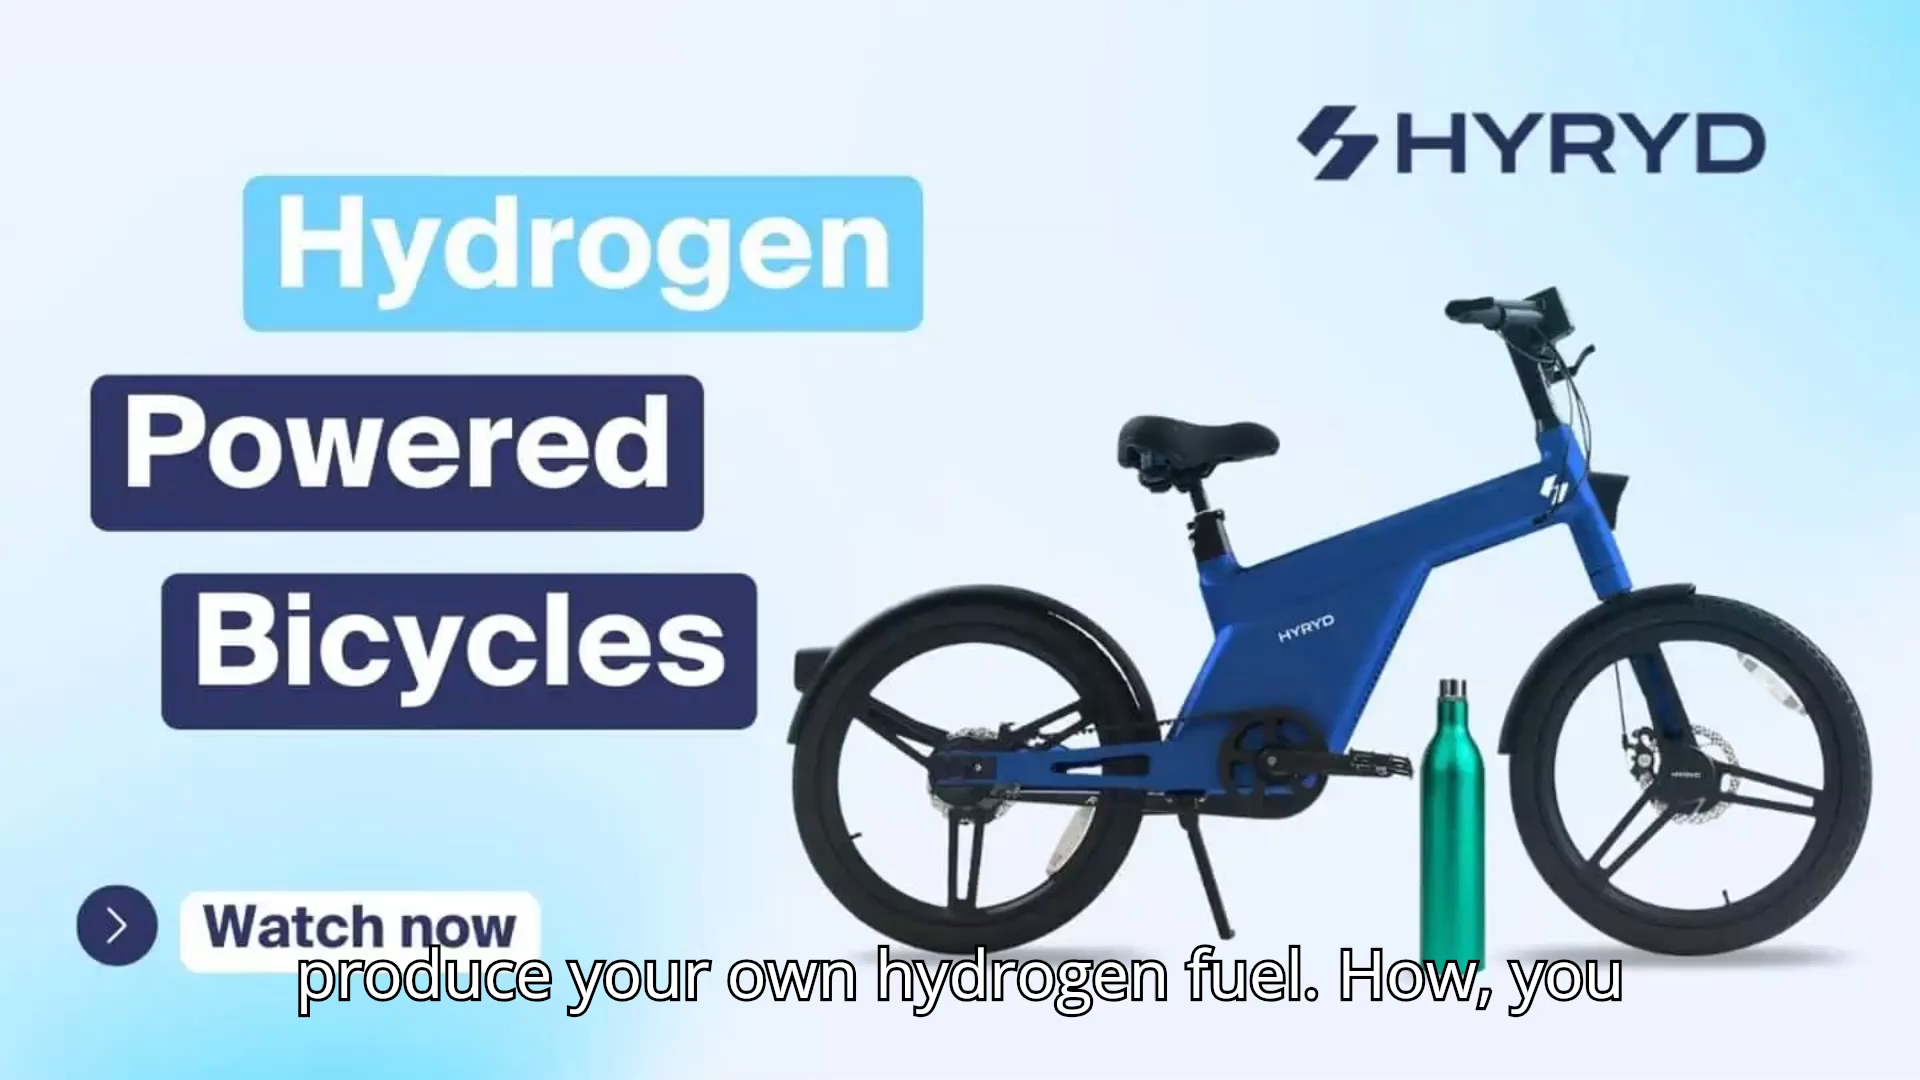 HYRYD
Hydrogen
Powered
Bicycles
HYRYD
Watch now
produce your own hydrogen fuel. How, you